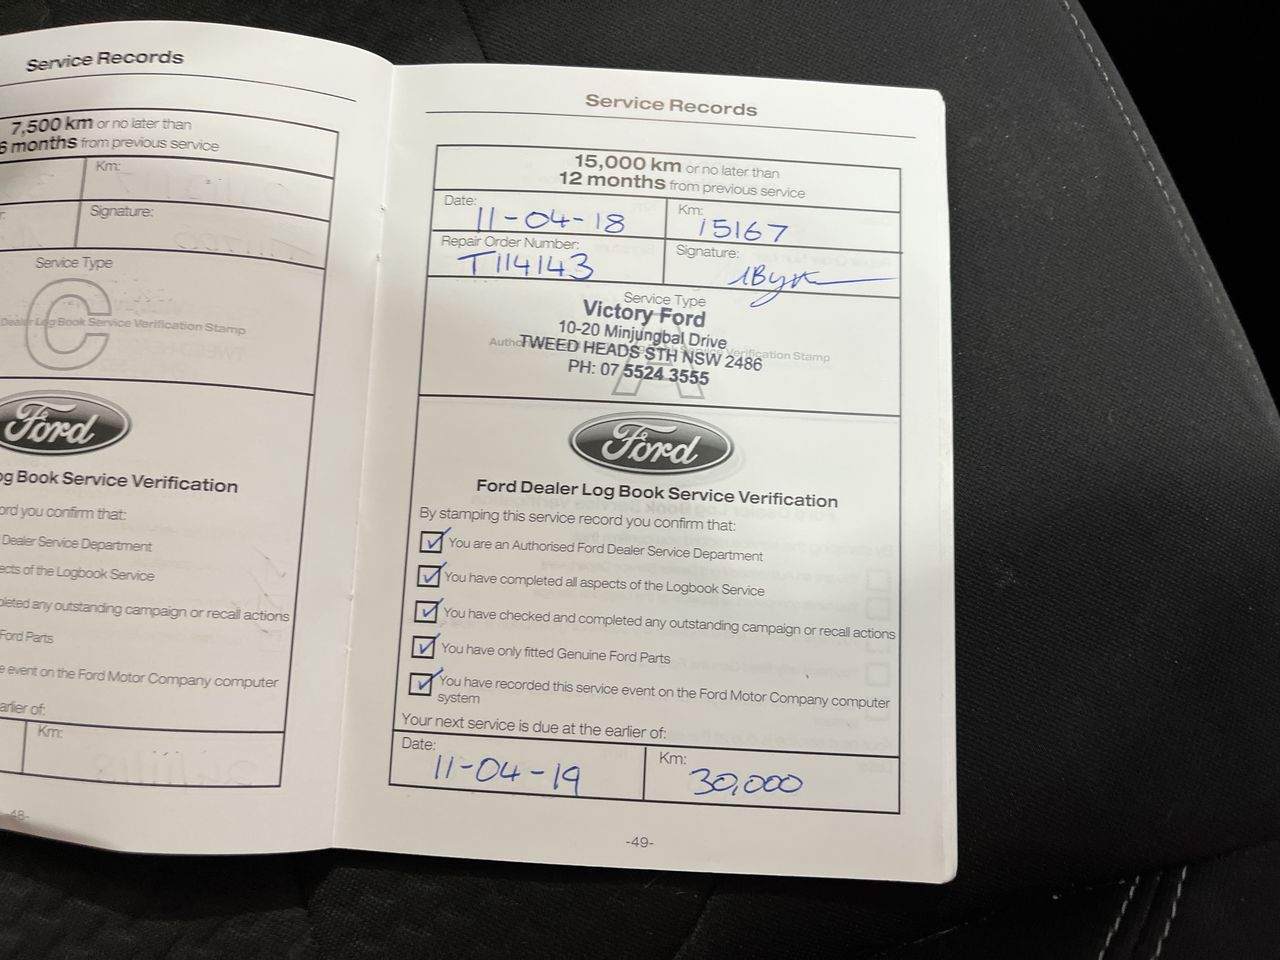 Service Records
7,500 km or no later than
6 months from previous service
Km:
Signature:
Service Type
C
Dealer Log Book Service Verification Stamp
Ford
Log Book Service Verification
ord you confirm that:
Dealer Service Department
ects of the Logbook Service
pleted any outstanding campaign or recall actions
Ford Parts
e event on the Ford Motor Company computer
arlier of:
Km:
-48-
Service Records
15,000 km or no later than
12 months from previous service
Date: 11-04-18
Km: 15167
Repair Order Number: T114143
Signature:
Service Type
A
Victory Ford
10-20 Minjungbal Drive
TWEED HEADS STH NSW 2486
PH: 07 5524 3555
Ford
Ford Dealer Log Book Service Verification
By stamping this service record you confirm that:
You are an Authorised Ford Dealer Service Department
You have completed all aspects of the Logbook Service
You have checked and completed any outstanding campaign or recall actions
You have only fitted Genuine Ford Parts
You have recorded this service event on the Ford Motor Company computer
system
Your next service is due at the earlier of:
Date: 11-04-19
Km: 30,000
-49-